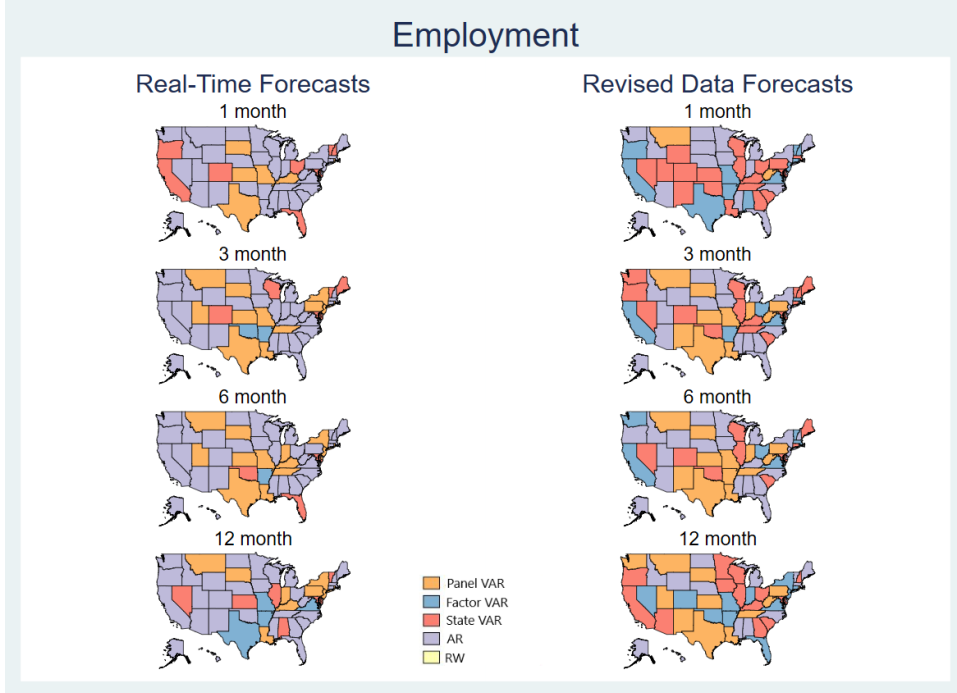 Employment
Real-Time Forecasts
Revised Data Forecasts
1 month
1 month
3 month
3 month
6 month
6 month
12 month
12 month
Panel VAR
Factor VAR
State VAR
AR
RW